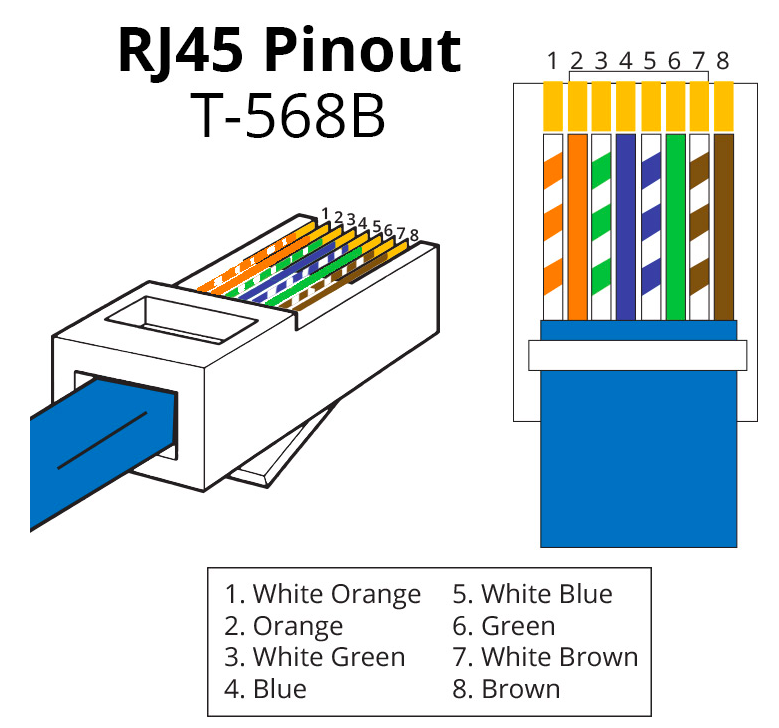 RJ45 Pinout
T-568B
1 2 3 4 5 6 7 8
1 2 3 4 5 6 7 8
1. White Orange
2. Orange
3. White Green
4. Blue
5. White Blue
6. Green
7. White Brown
8. Brown